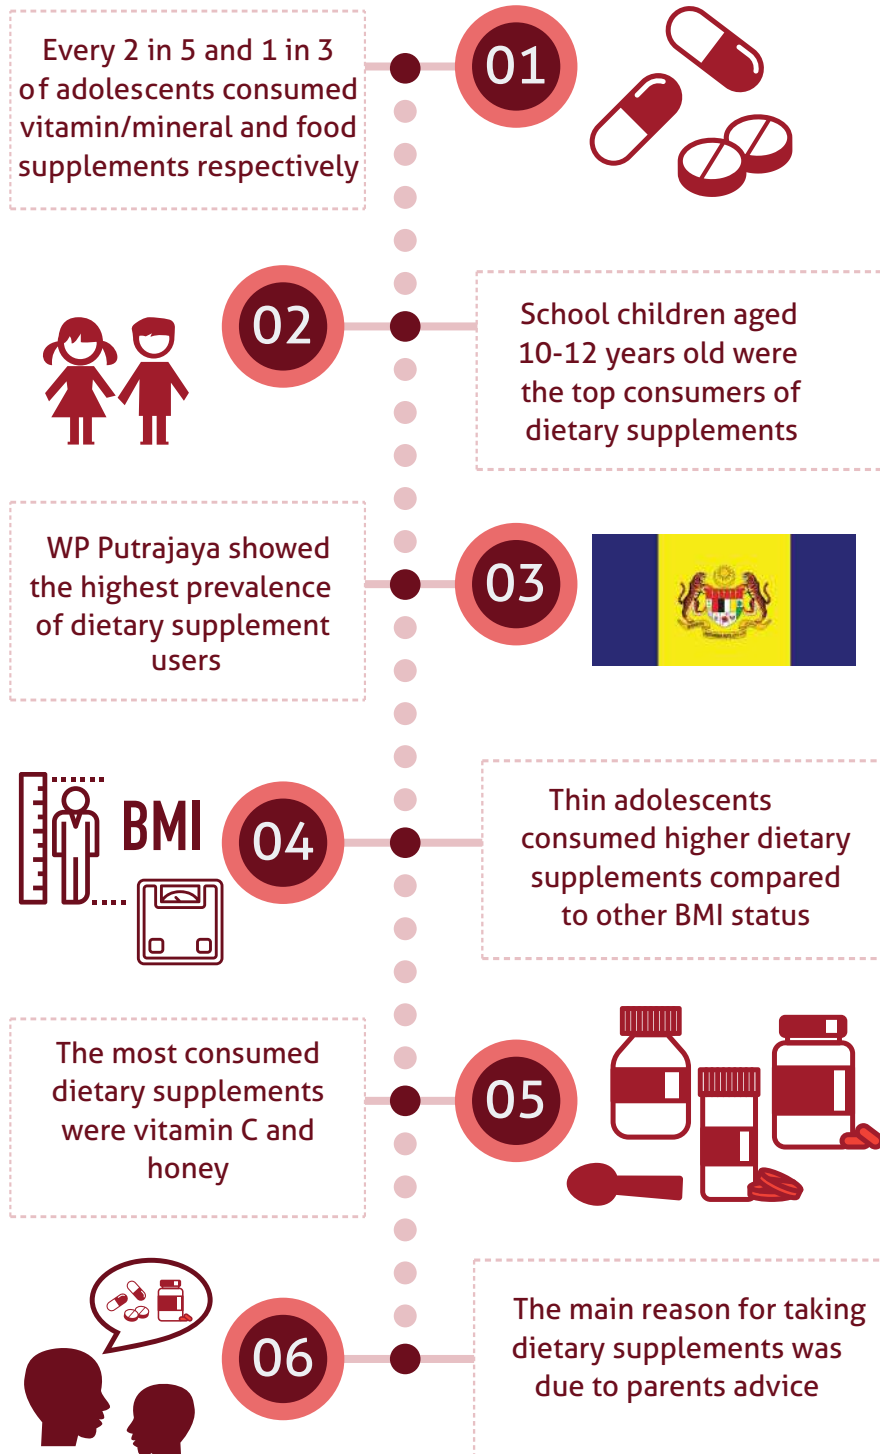 Every 2 in 5 and 1 in 3
of adolescents consumed
vitamin/mineral and food
supplements respectively
01
02
School children aged
10-12 years old were
the top consumers of
dietary supplements
WP Putrajaya showed
the highest prevalence
of dietary supplement
users
03
BMI
04
Thin adolescents
consumed higher dietary
supplements compared
to other BMI status
The most consumed
dietary supplements
were vitamin C and
honey
05
06
The main reason for taking
dietary supplements was
due to parents advice